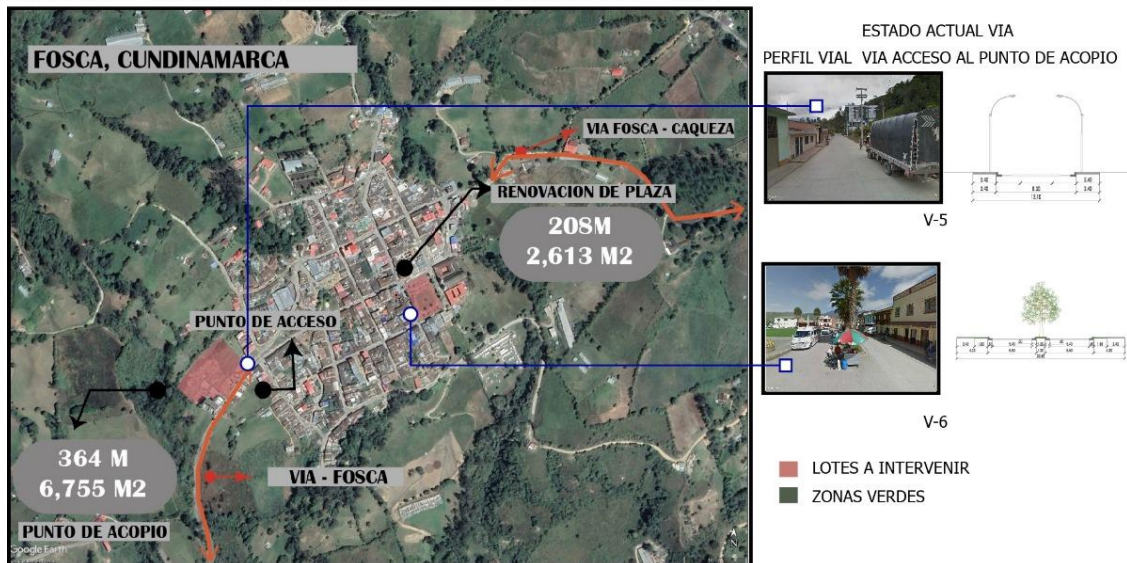 FOSCA, CUNDINAMARCA
VIA FOSCA - CAQUEZA
RENOVACION DE PLAZA
208M
2,613 M2
PUNTO DE ACCESO
364 M
6,755 M2
PUNTO DE ACOPIO
VIA - FOSCA
Google Earth
N
ESTADO ACTUAL VIA
PERFIL VIAL VIA ACCESO AL PUNTO DE ACOPIO
V-5
V-6
LOTES A INTERVENIR
ZONAS VERDES